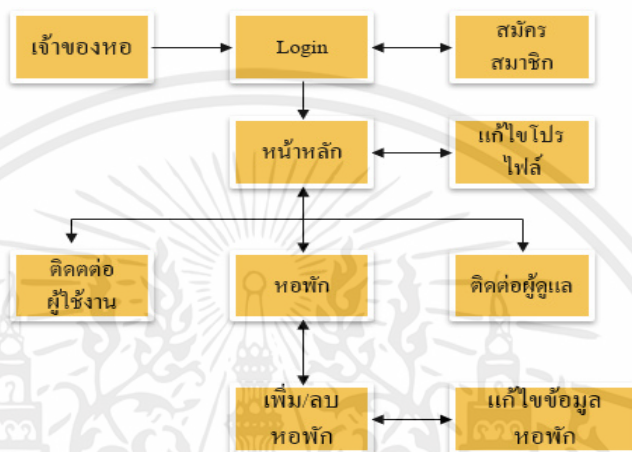 เจ้าของหอ
Login
สมัคร
สมาชิก
หน้าหลัก
แก้ไขโปร
ไฟล์
ติดตต่อ
ผู้ใช้งาน
หอพัก
ติดต่อผู้ดูแล
เพิ่ม/ลบ
หอพัก
แก้ไขข้อมูล
หอพัก